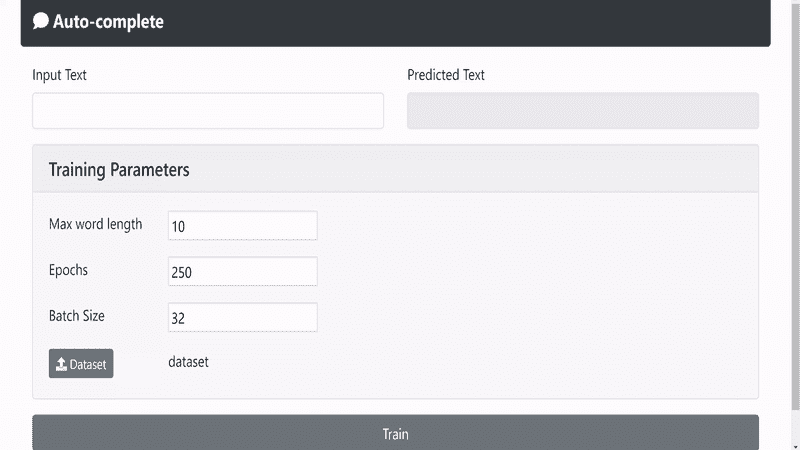 Auto-complete
Input Text
Predicted Text
Training Parameters
Max word length 10
Epochs 250
Batch Size 32
Dataset dataset
Train